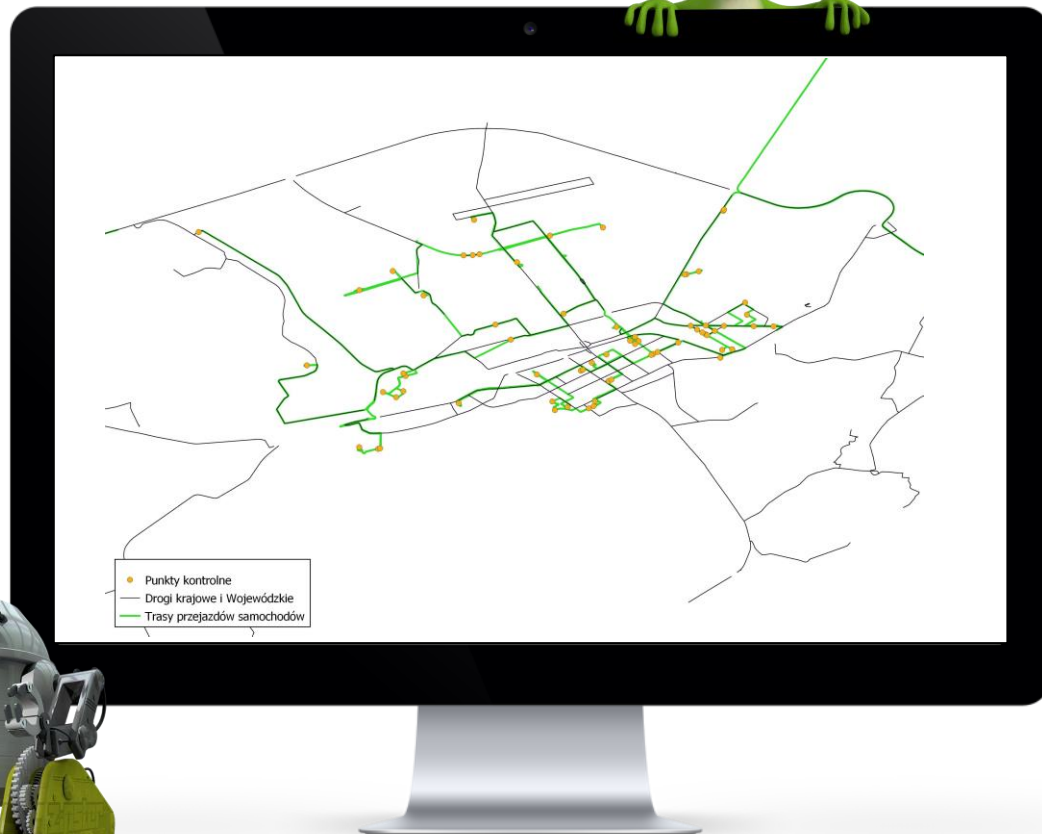 Punkty kontrolne
Drogi krajowe i Wojewódzkie
Trasy przejazdów samochodów